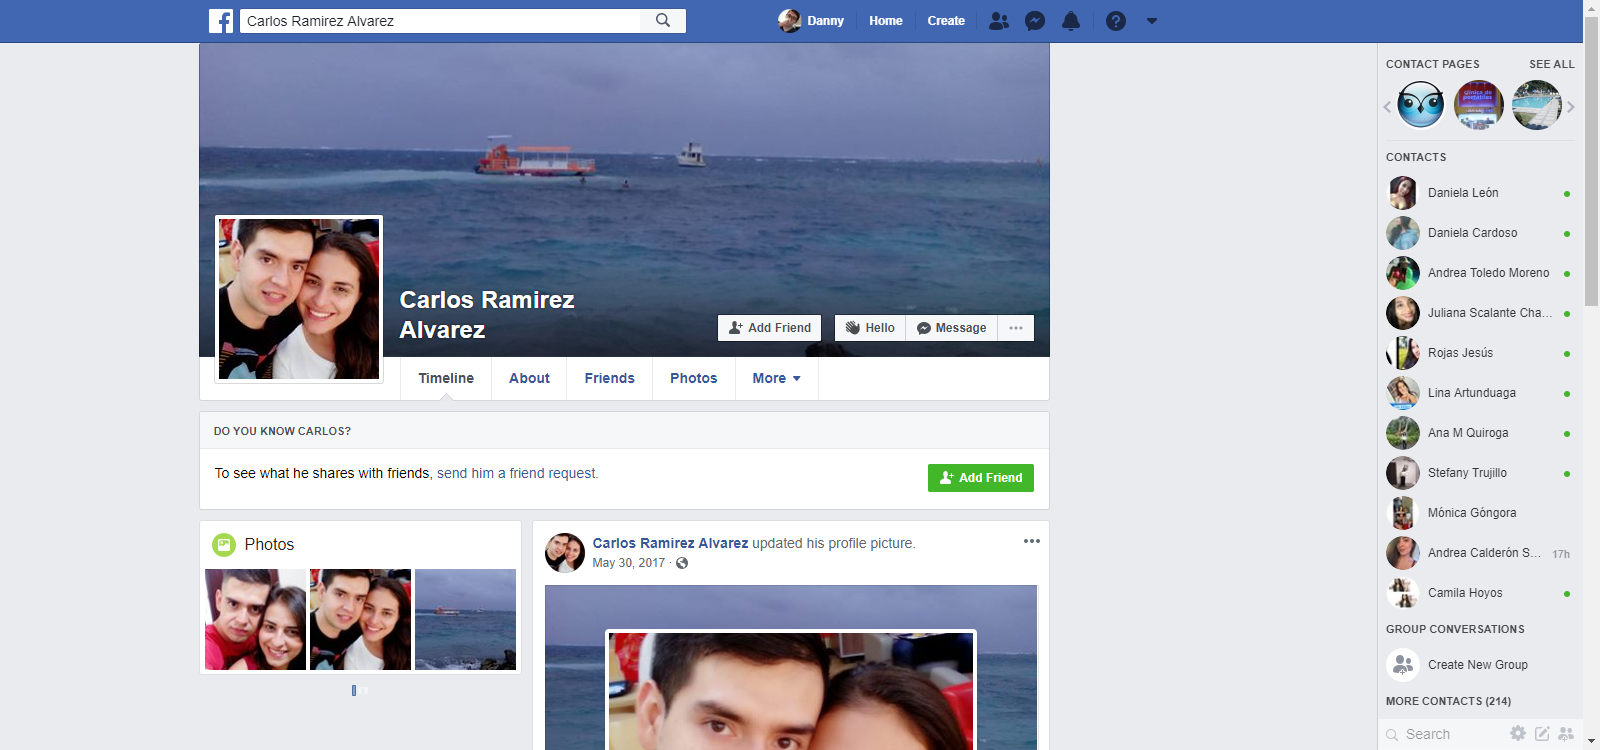 Carlos Ramirez Alvarez
Danny
Home
Create
Carlos Ramirez
Alvarez
Add Friend
Hello
Message
Timeline
About
Friends
Photos
More
DO YOU KNOW CARLOS?
To see what he shares with friends, send him a friend request.
Add Friend
Photos
Carlos Ramirez Alvarez updated his profile picture.
May 30, 2017 ·
CONTACT PAGES
SEE ALL
CONTACTS
Daniela León
Daniela Cardoso
Andrea Toledo Moreno
Juliana Scalante Cha...
Rojas Jesús
Lina Artunduaga
Ana M Quiroga
Stefany Trujillo
Mónica Góngora
Andrea Calderón S...
17h
Camila Hoyos
GROUP CONVERSATIONS
Create New Group
MORE CONTACTS (214)
Search